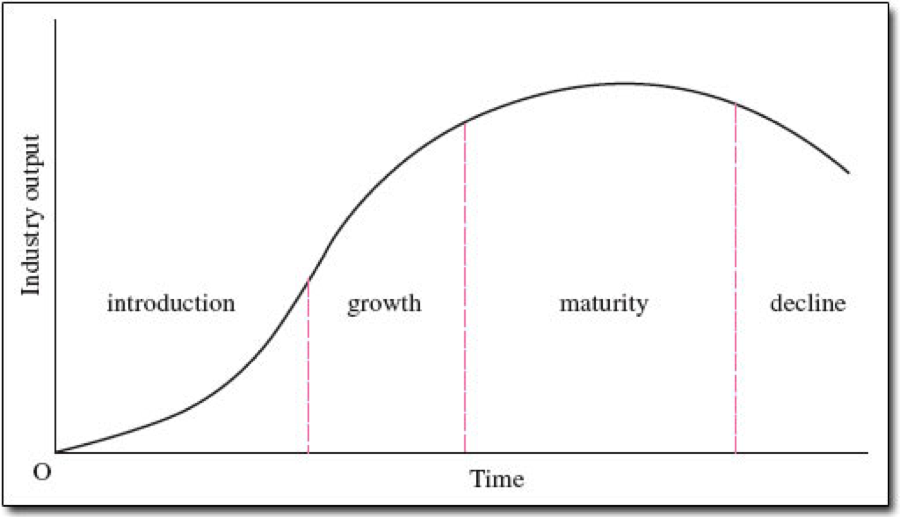 Industry output
introduction
growth
maturity
decline
O
Time